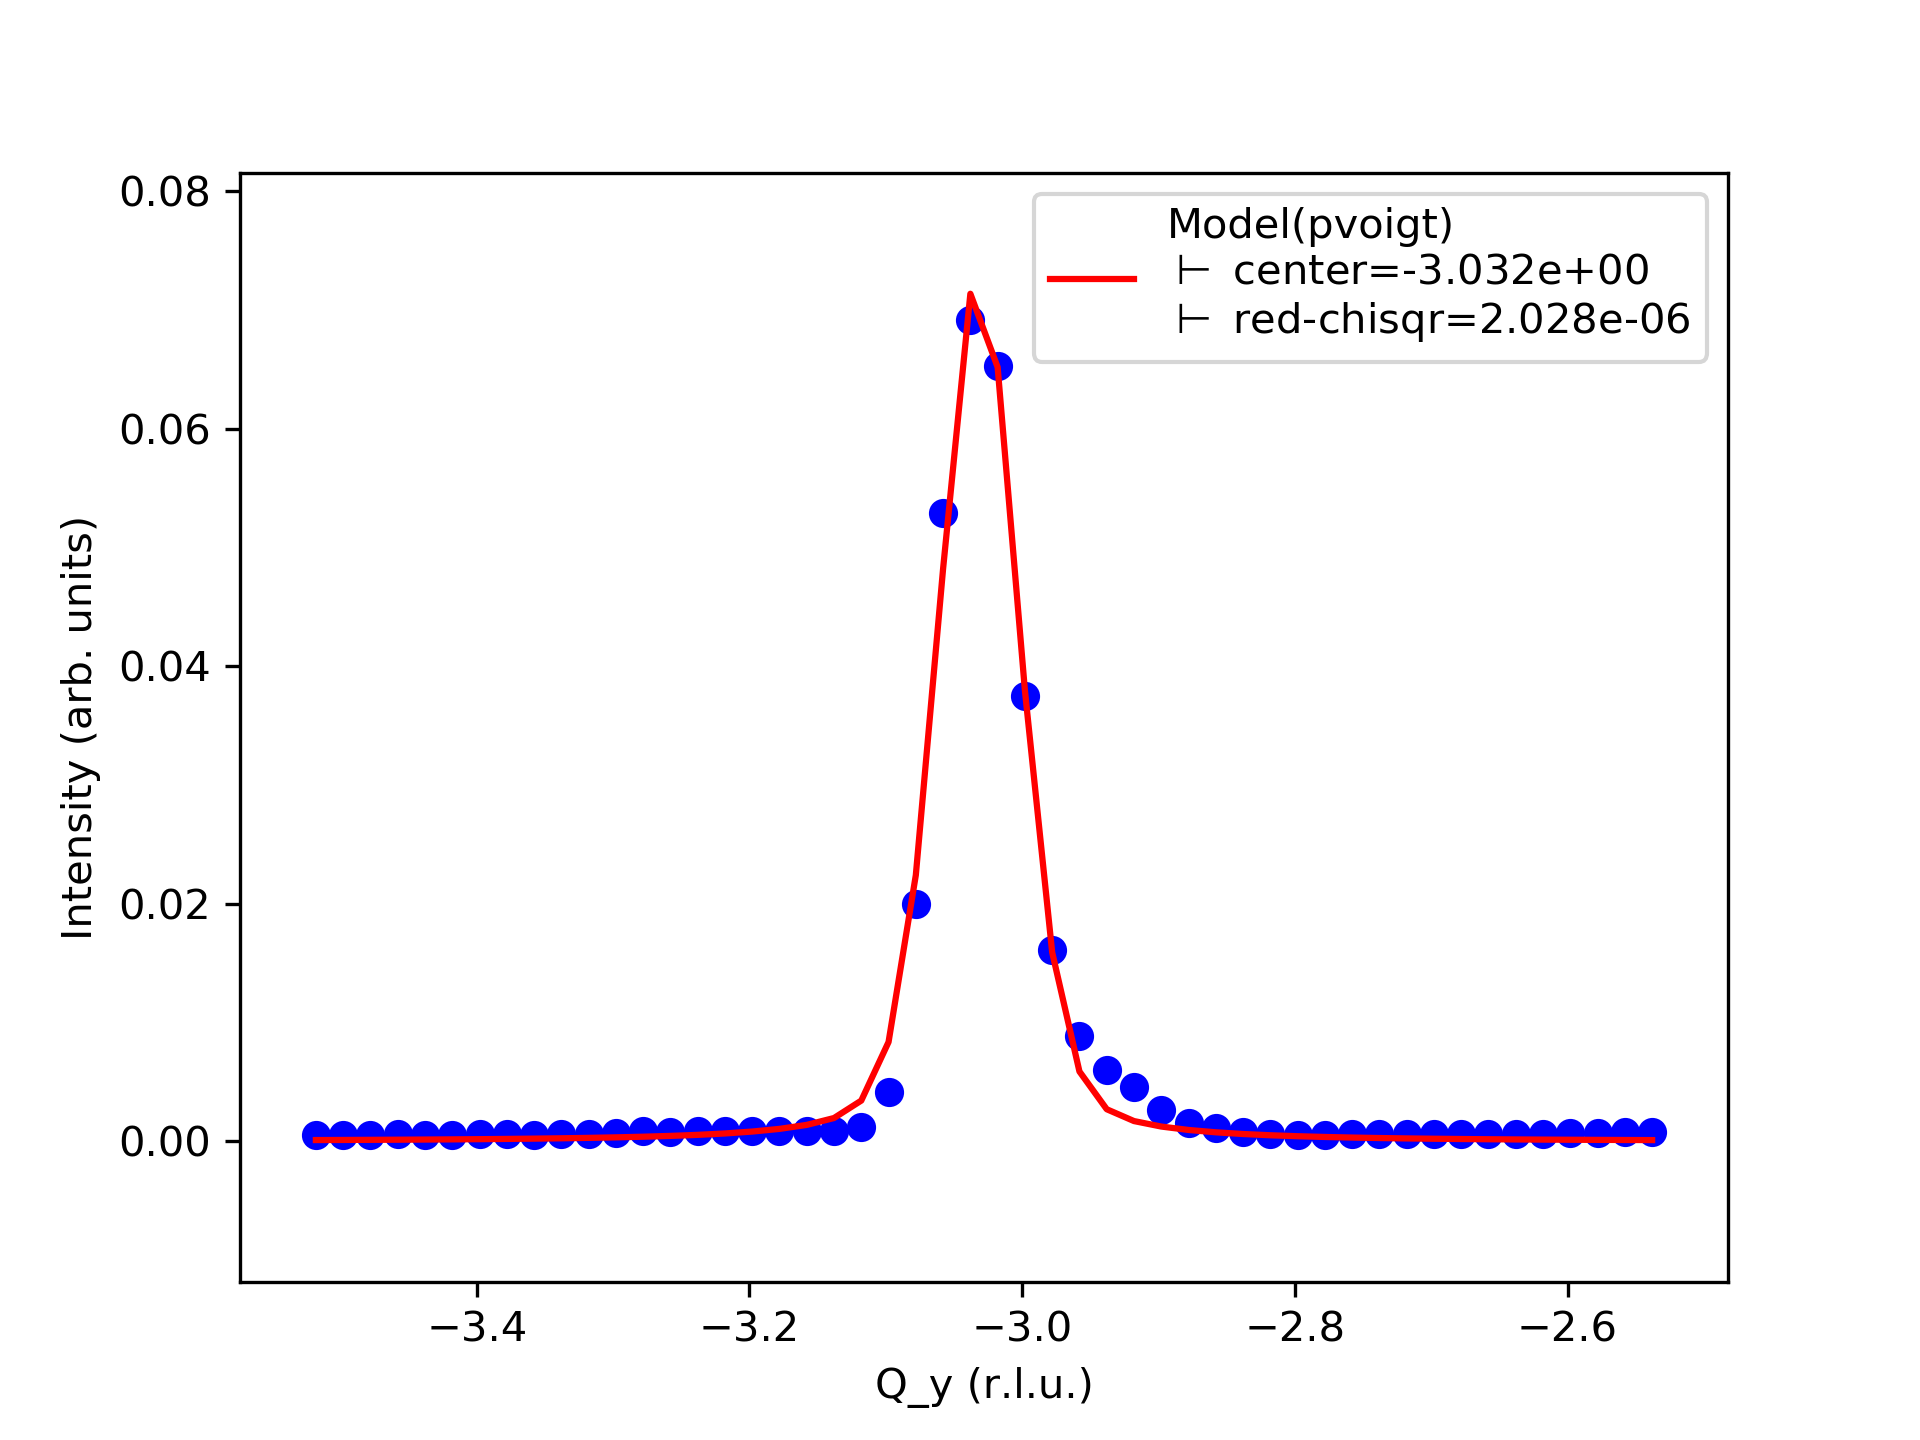 Model(pvoigt)
⊢ center=-3.032e+00
⊢ red-chisqr=2.028e-06
0.08
0.06
0.04
0.02
0.00
Intensity (arb. units)
−3.4 −3.2 −3.0 −2.8 −2.6
Q_y (r.l.u.)